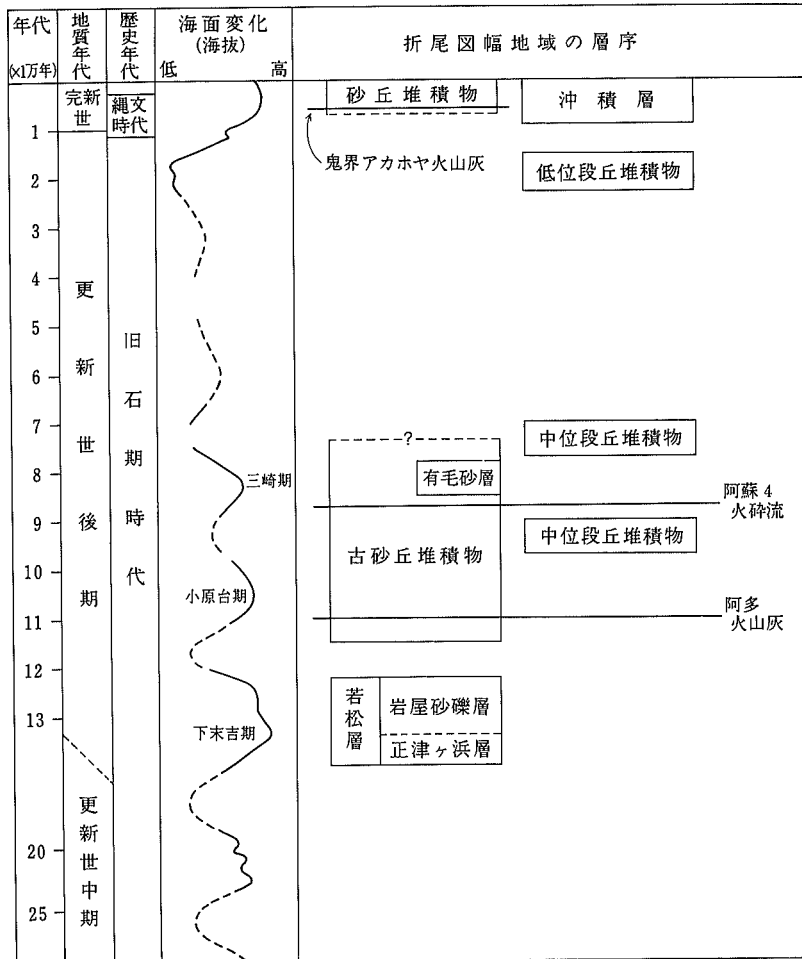 年代
(×1万年)
地質年代
歴史年代
海面変化
(海抜)
低 高
折尾図幅地域の層序
完新世
縄文時代
砂丘堆積物
沖積層
1
鬼界アカホヤ火山灰
低位段丘堆積物
2
3
4
更新世後期
旧石期時代
5
6
7
?
中位段丘堆積物
8
三崎期
有毛砂層
阿蘇4
火砕流
9
中位段丘堆積物
古砂丘堆積物
10
小原台期
阿多
火山灰
11
12
若松層
岩屋砂礫層
13
下末吉期
正津ヶ浜層
更新世中期
20
25